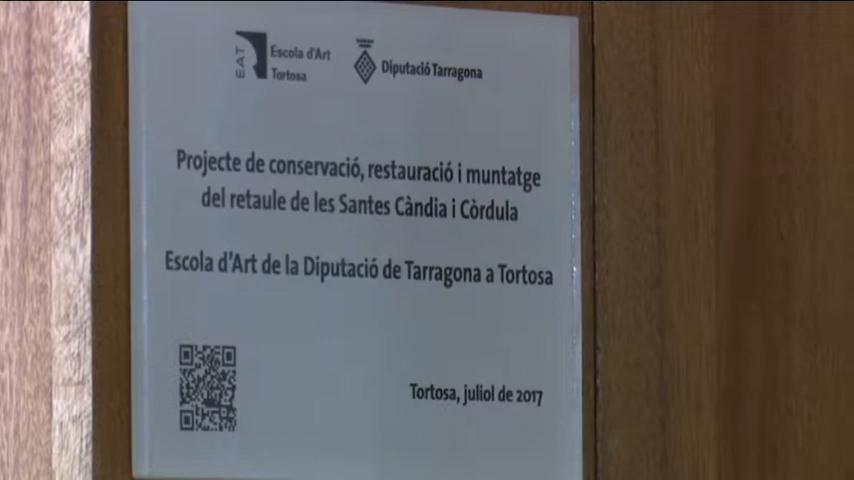 EAT
Escola d'Art
Tortosa
Diputació Tarragona
Projecte de conservació, restauració i muntatge
del retaule de les Santes Càndia i Còrdula
Escola d'Art de la Diputació de Tarragona a Tortosa
Tortosa, juliol de 2017